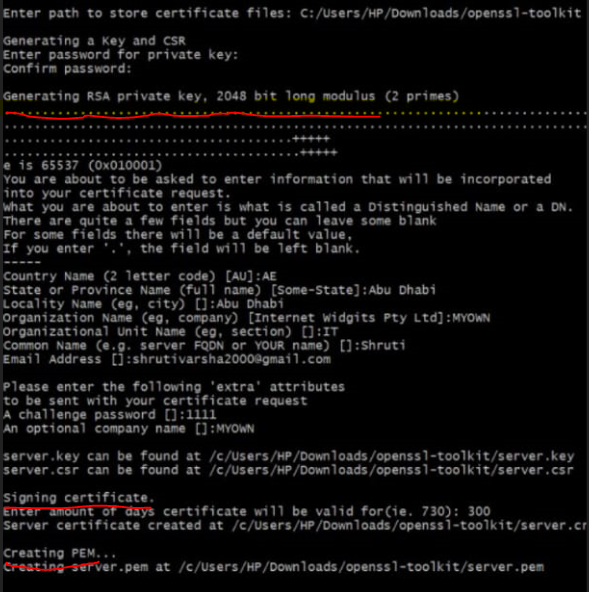 Enter path to store certificate files: C:/Users/HP/Downloads/openssl-toolkit
Generating a Key and CSR
Enter password for private key:
Confirm password:
Generating RSA private key, 2048 bit long modulus (2 primes)
................................................................................
................................................................................
.........................................+++++
..........................................+++++
e is 65537 (0x010001)
You are about to be asked to enter information that will be incorporated
into your certificate request.
What you are about to enter is what is called a Distinguished Name or a DN.
There are quite a few fields but you can leave some blank
For some fields there will be a default value,
If you enter '.', the field will be left blank.
-----
Country Name (2 letter code) [AU]:AE
State or Province Name (full name) [Some-State]:Abu Dhabi
Locality Name (eg, city) []:Abu Dhabi
Organization Name (eg, company) [Internet Widgits Pty Ltd]:MYOWN
Organizational Unit Name (eg, section) []:IT
Common Name (e.g. server FQDN or YOUR name) []:Shruti
Email Address []:shrutivarsha2000@gmail.com
Please enter the following 'extra' attributes
to be sent with your certificate request
A challenge password []:1111
An optional company name []:MYOWN
server.key can be found at /c/Users/HP/Downloads/openssl-toolkit/server.key
server.csr can be found at /c/Users/HP/Downloads/openssl-toolkit/server.csr
Signing certificate.
Enter amount of days certificate will be valid for(ie. 730): 300
Server certificate created at /c/Users/HP/Downloads/openssl-toolkit/server.cr
Creating PEM...
Creating server.pem at /c/Users/HP/Downloads/openssl-toolkit/server.pem